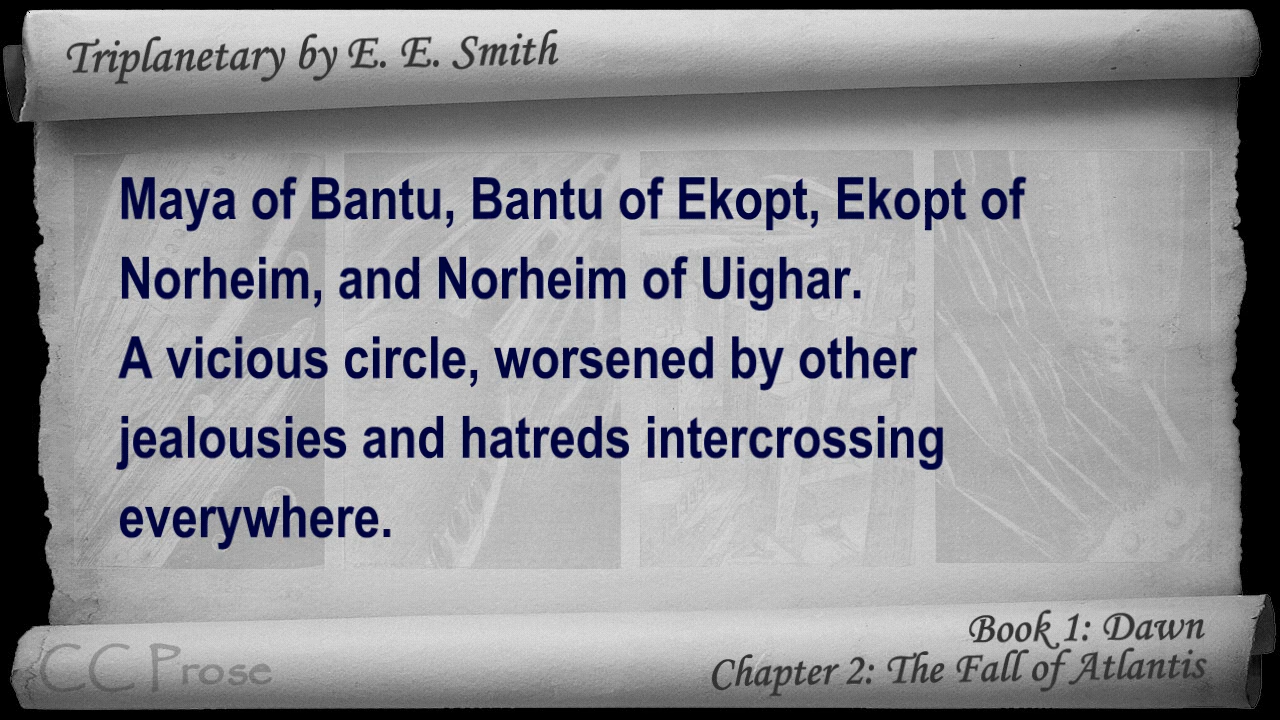 Triplanetary by E. E. Smith
Maya of Bantu, Bantu of Ekopt, Ekopt of
Norheim, and Norheim of Uighar.
A vicious circle, worsened by other
jealousies and hatreds intercrossing
everywhere.
Book 1: Dawn
CC Prose
Chapter 2: The Fall of Atlantis